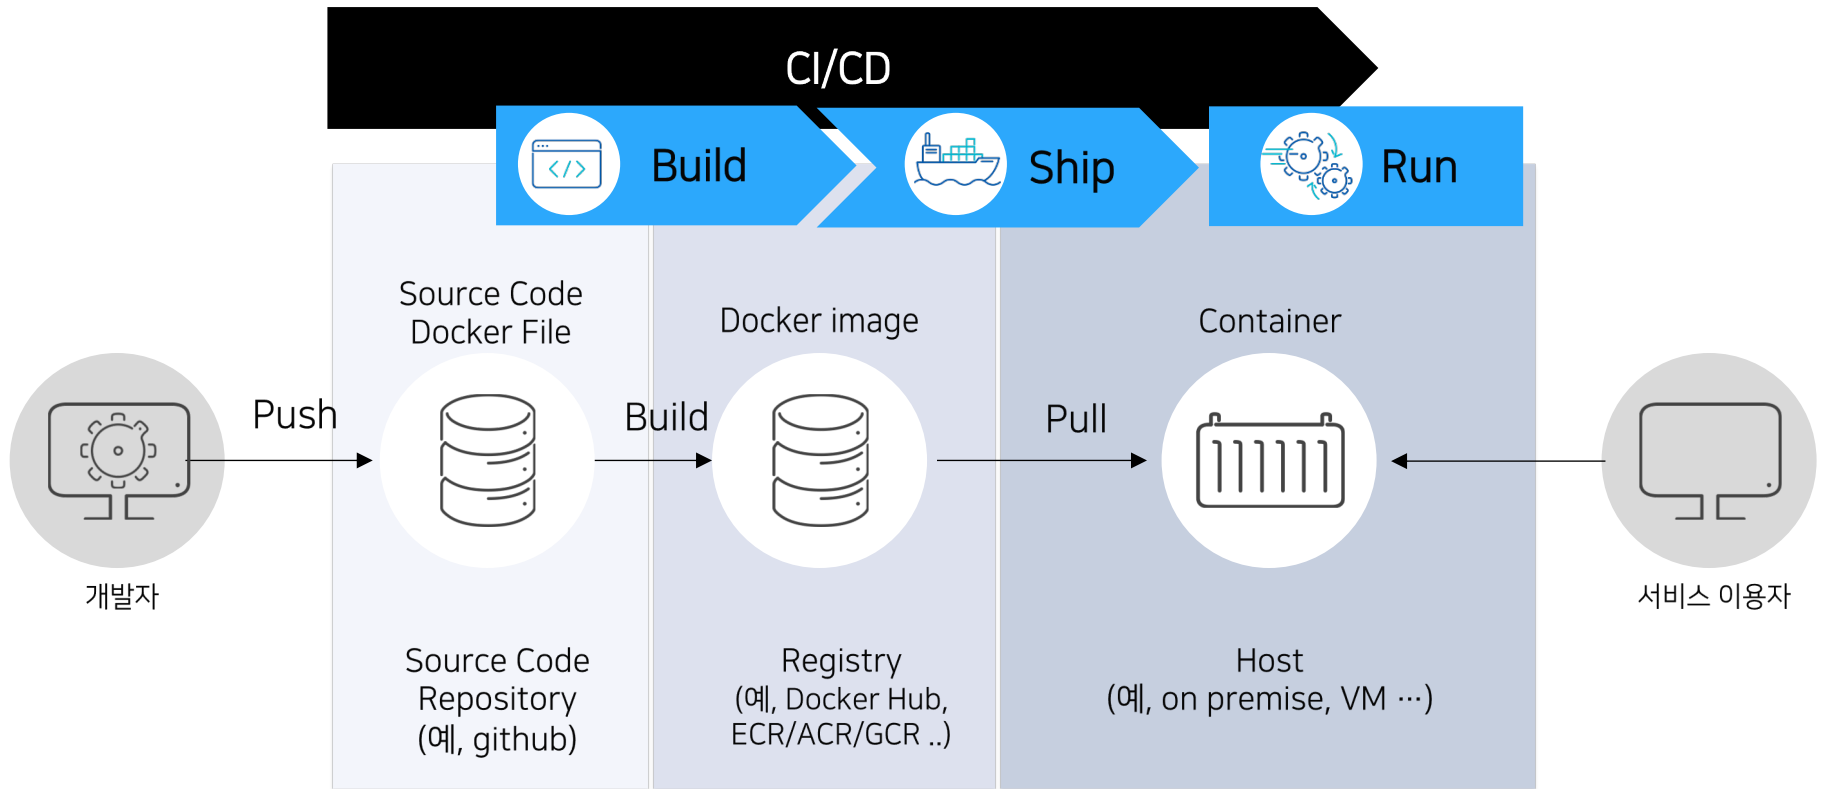 CI/CD
Build
Ship
Run
Source Code
Docker File
Docker image
Container
Push
Build
Pull
개발자
서비스 이용자
Source Code
Repository
(예, github)
Registry
(예, Docker Hub,
ECR/ACR/GCR ..)
Host
(예, on premise, VM ⋯)